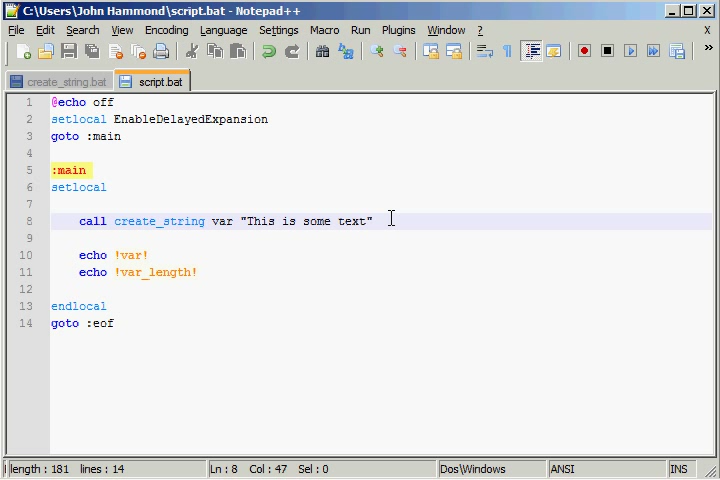 C:\Users\John Hammond\script.bat - Notepad++
File Edit Search View Encoding Language Settings Macro Run Plugins Window ? X
create_string.bat script.bat
1 @echo off
2 setlocal EnableDelayedExpansion
3 goto :main
4
5 :main
6 setlocal
7
8 call create_string var "This is some text"
9
10 echo !var!
11 echo !var_length!
12
13 endlocal
14 goto :eof
length : 181 lines : 14 Ln : 8 Col : 47 Sel : 0 Dos\Windows ANSI INS